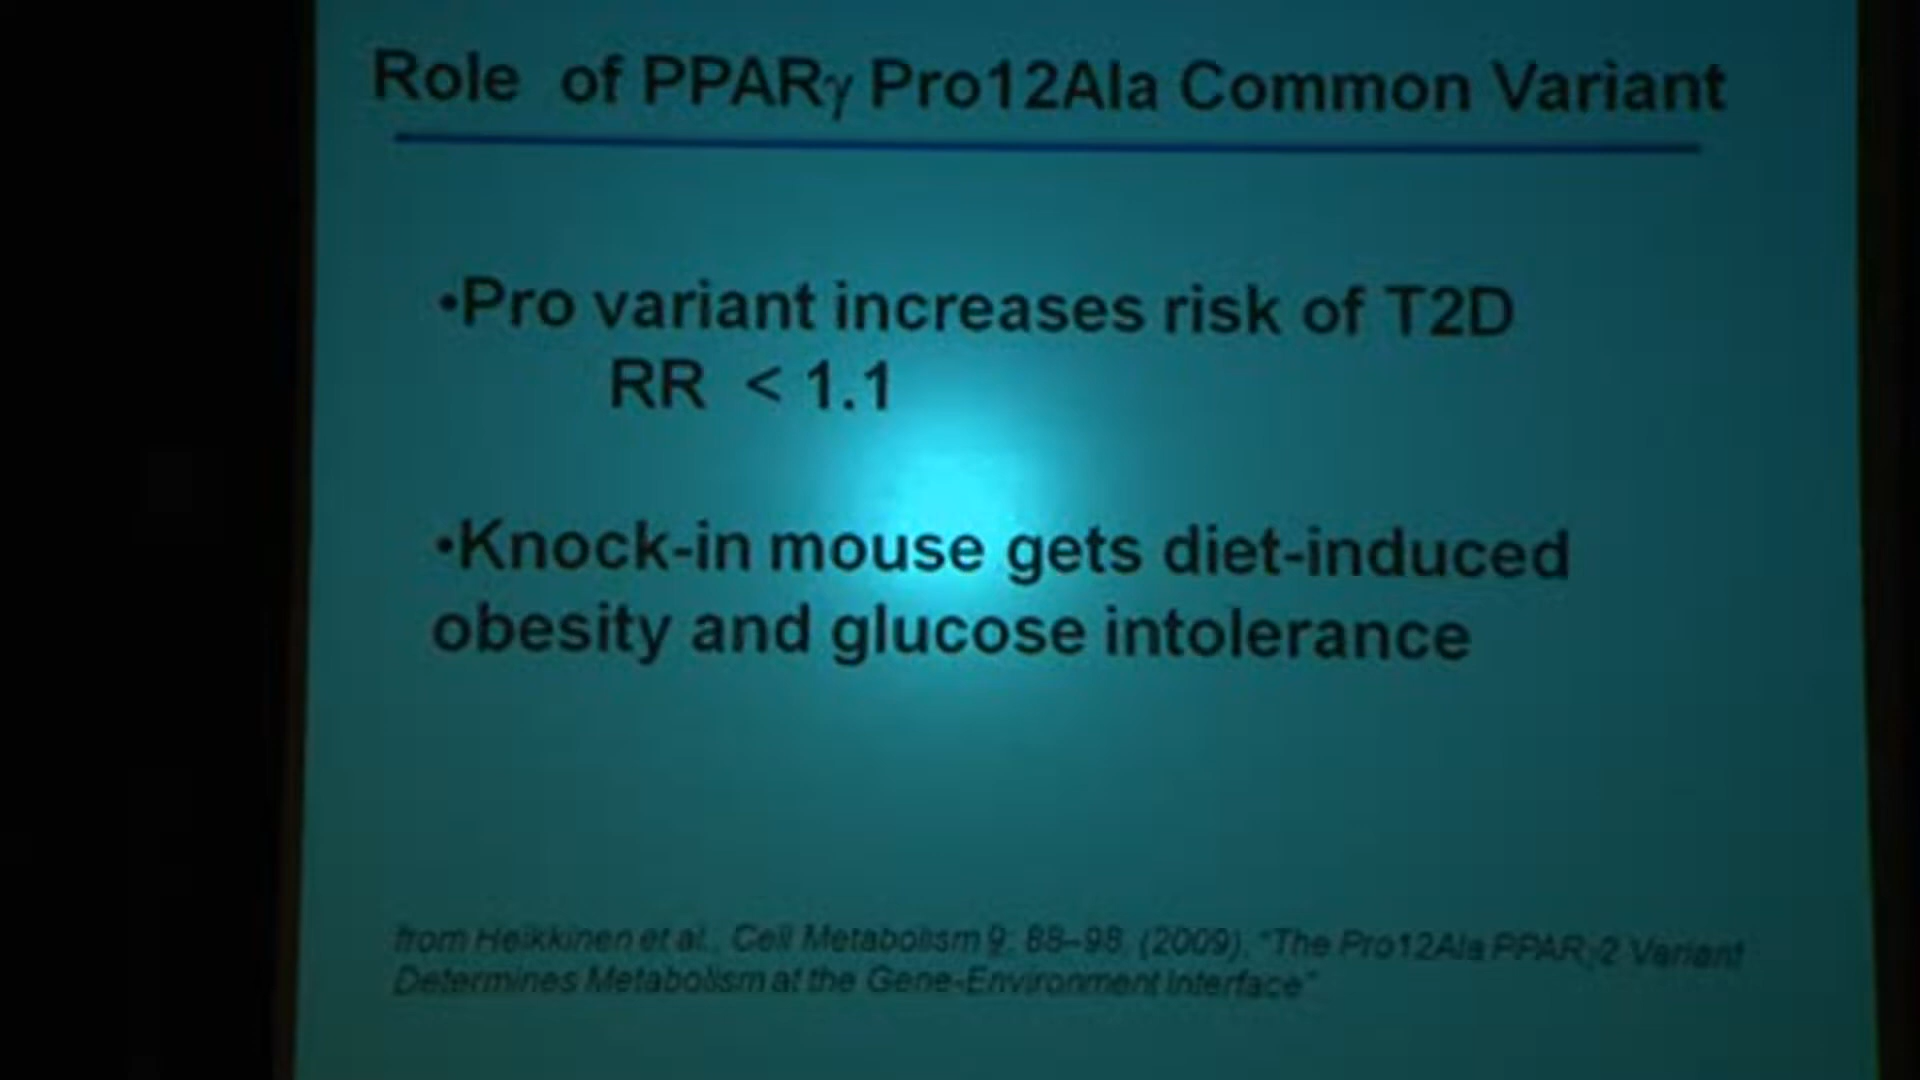 Role of PPARγ Pro12Ala Common Variant
•Pro variant increases risk of T2D
RR < 1.1
•Knock-in mouse gets diet-induced
obesity and glucose intolerance
from Heikkinen et al., Cell Metabolism 9: 88–98, (2009), "The Pro12Ala PPARγ2 Variant
Determines Metabolism at the Gene-Environment Interface"